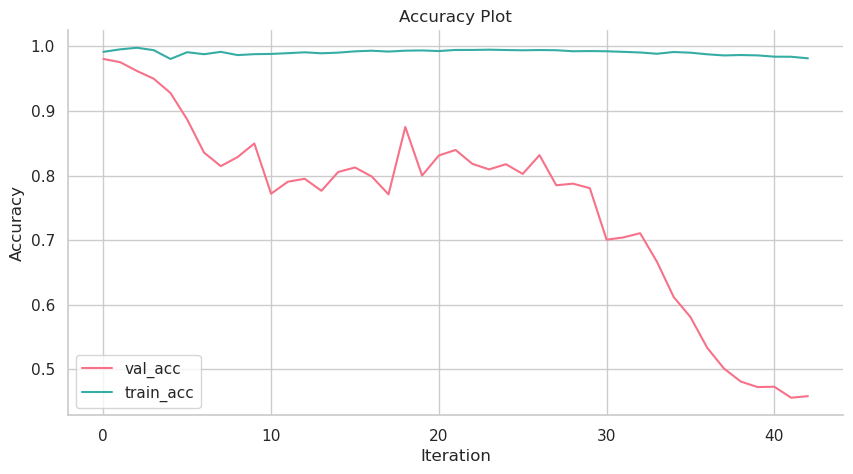 Accuracy Plot
Accuracy
1.0
0.9
0.8
0.7
0.6
0.5
val_acc
train_acc
0 10 20 30 40
Iteration